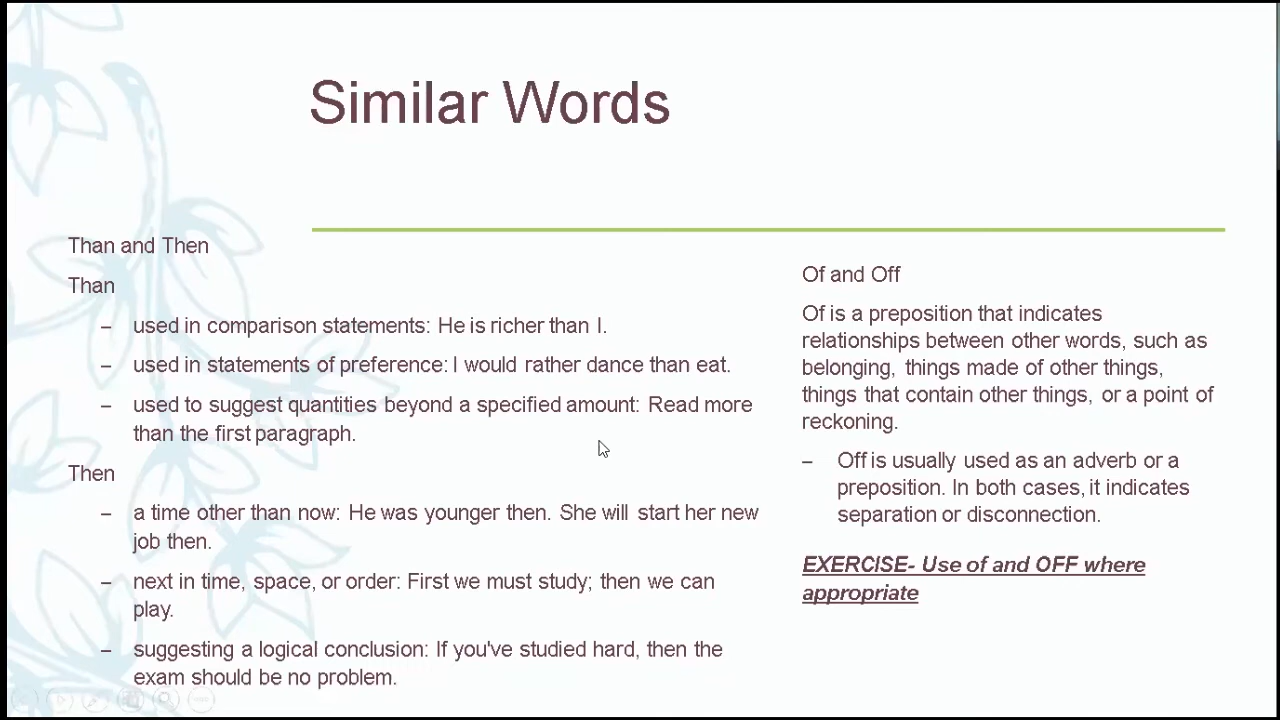 Similar Words
Than and Then
Than
– used in comparison statements: He is richer than I.
– used in statements of preference: I would rather dance than eat.
– used to suggest quantities beyond a specified amount: Read more
than the first paragraph.
Then
– a time other than now: He was younger then. She will start her new
job then.
– next in time, space, or order: First we must study; then we can
play.
– suggesting a logical conclusion: If you've studied hard, then the
exam should be no problem.
Of and Off
Of is a preposition that indicates
relationships between other words, such as
belonging, things made of other things,
things that contain other things, or a point of
reckoning.
– Off is usually used as an adverb or a
preposition. In both cases, it indicates
separation or disconnection.
EXERCISE- Use of and OFF where
appropriate